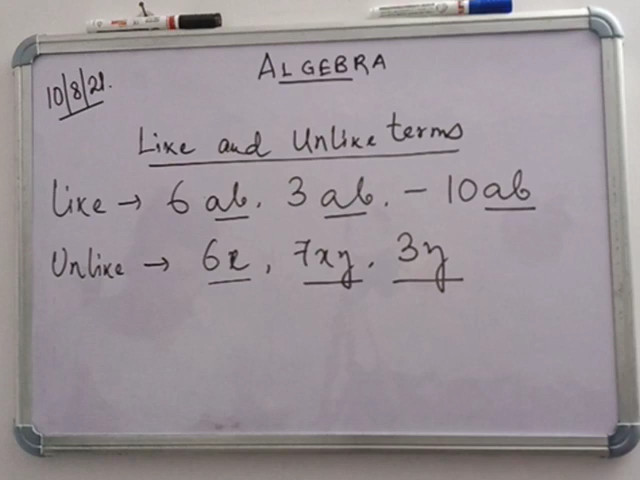 ALGEBRA
10/8/21.
Like and Unlike terms
Like → 6 ab, 3 ab, - 10 ab
Unlike → 6x, 7xy, 3y